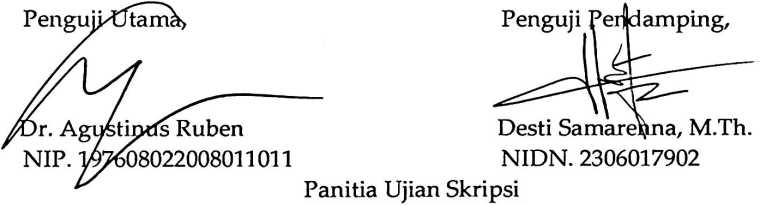 Penguji Utama,
Penguji Pendamping,
Dr. Agustinus Ruben
NIP. 197608022008011011
Desti Samarenna, M.Th.
NIDN. 2306017902
Panitia Ujian Skripsi